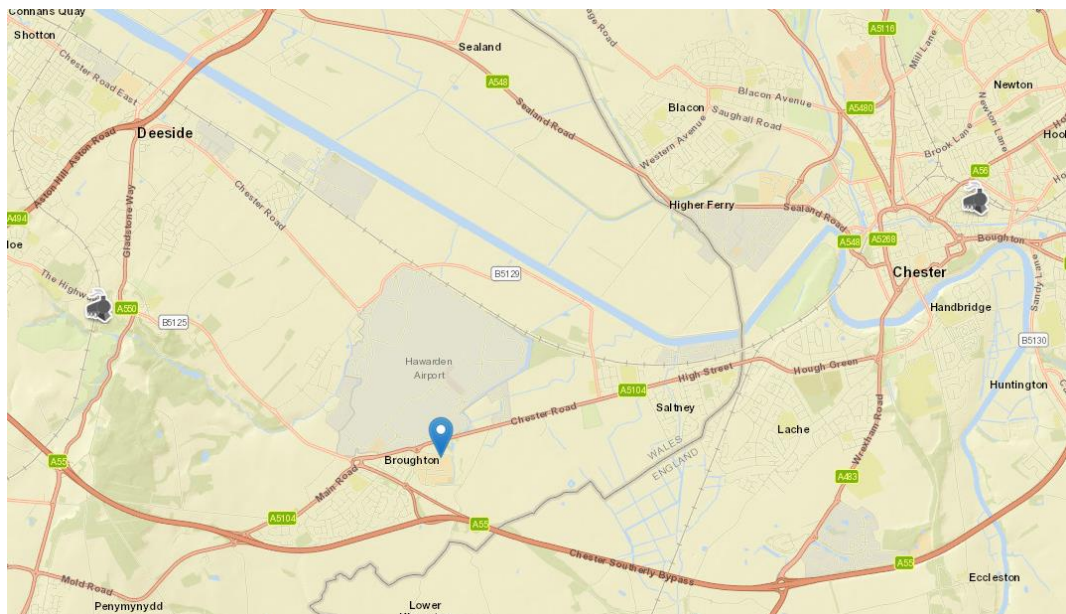 Connahs Quay
Shotton
Sealand
A5116
Mill Lane
Newton
Newton Lane
Chester Road East
A548
Sealand Road
Blacon
Blacon Avenue
A5480
Saughall Road
Western Avenue
Brook Lane
Deeside
Aston Hill
Aston Road
A56
A494
Gladstone Way
Chester Road
Higher Ferry
Sealand Road
A548
A5268
Boughton
Sandy Lane
Chester
The Highway
A550
B5129
B5125
Handbridge
B5130
Hawarden
Airport
High Street
Hough Green
A5104
Huntington
Chester Road
Saltney
Lache
Wrexham Road
WALES
ENGLAND
A55
Broughton
Main Road
A5104
A55
A483
Chester Southerly Bypass
A55
Eccleston
Mold Road
Penymynydd
Lower